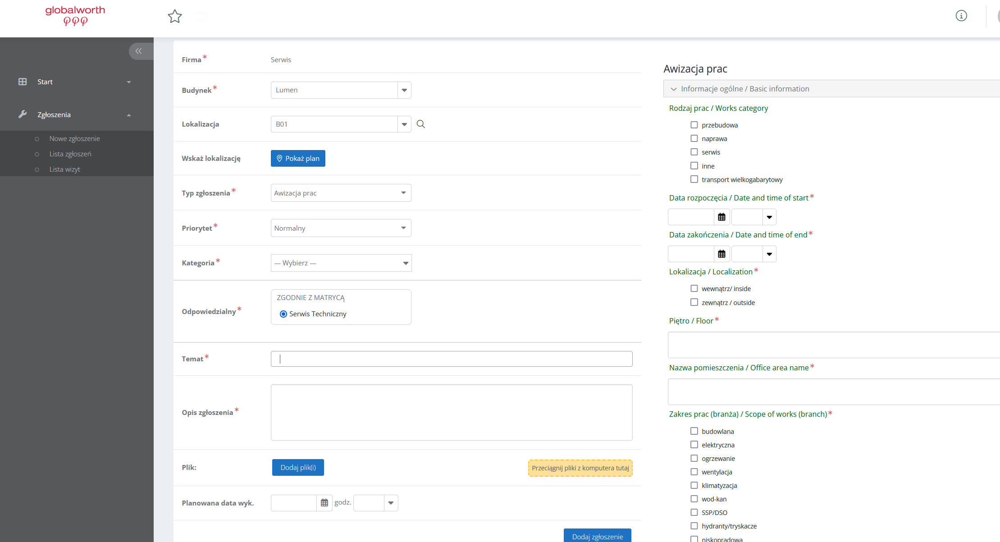 globalworth
Start
Zgłoszenia
Nowe zgłoszenie
Lista zgłoszeń
Lista wizyt
Firma*
Serwis
Budynek*
Lumen
Lokalizacja
B01
Wskaż lokalizację
Pokaż plan
Typ zgłoszenia*
Awizacja prac
Priorytet*
Normalny
Kategoria*
— Wybierz —
Odpowiedzialny*
ZGODNIE Z MATRYCĄ
Serwis Techniczny
Temat*
Opis zgłoszenia*
Plik:
Dodaj plik(i)
Przeciągnij pliki z komputera tutaj
Planowana data wyk.
godz.
Dodaj zgłoszenie
Awizacja prac
Informacje ogólne / Basic information
Rodzaj prac / Works category
przebudowa
naprawa
serwis
inne
transport wielkogabarytowy
Data rozpoczęcia / Date and time of start*
Data zakończenia / Date and time of end*
Lokalizacja / Localization*
wewnątrz/ inside
zewnątrz / outside
Piętro / Floor*
Nazwa pomieszczenia / Office area name*
Zakres prac (branża) / Scope of works (branch)*
budowlana
elektryczna
ogrzewanie
wentylacja
klimatyzacja
wod-kan
SSP/DSO
hydranty/tryskacze
niskoprądowa